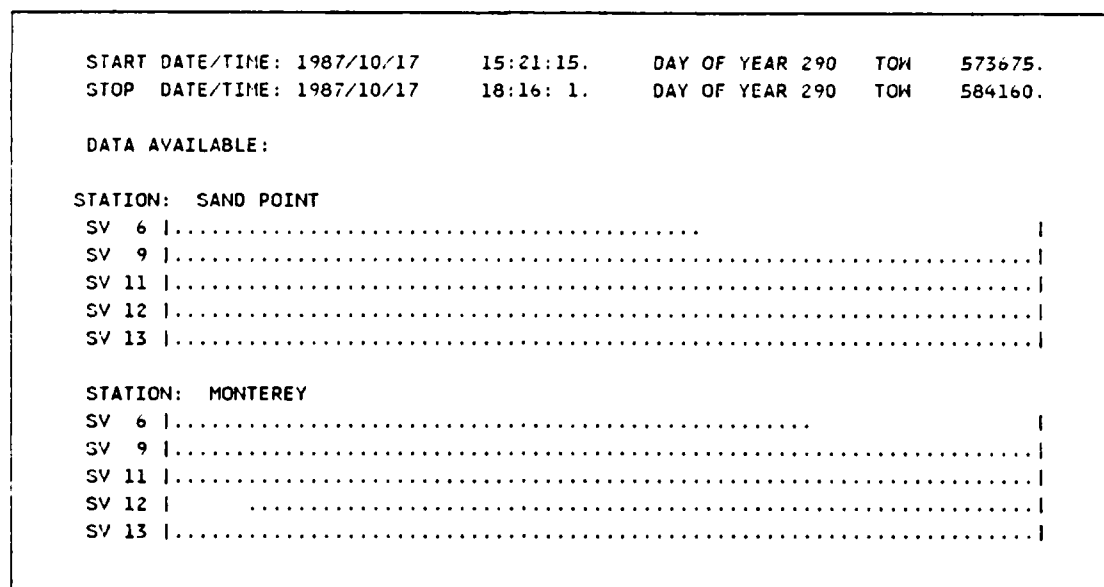 START DATE/TIME: 1987/10/17 15:21:15. DAY OF YEAR 290 TOW 573675.
STOP DATE/TIME: 1987/10/17 18:16: 1. DAY OF YEAR 290 TOW 584160.
DATA AVAILABLE:
STATION: SAND POINT
SV 6 |........................................... |
SV 9 |.......................................................................|
SV 11 |.......................................................................|
SV 12 |.......................................................................|
SV 13 |.......................................................................|
STATION: MONTEREY
SV 6 |.................................................... |
SV 9 |.......................................................................|
SV 11 |.......................................................................|
SV 12 | .................................................................|
SV 13 |.......................................................................|